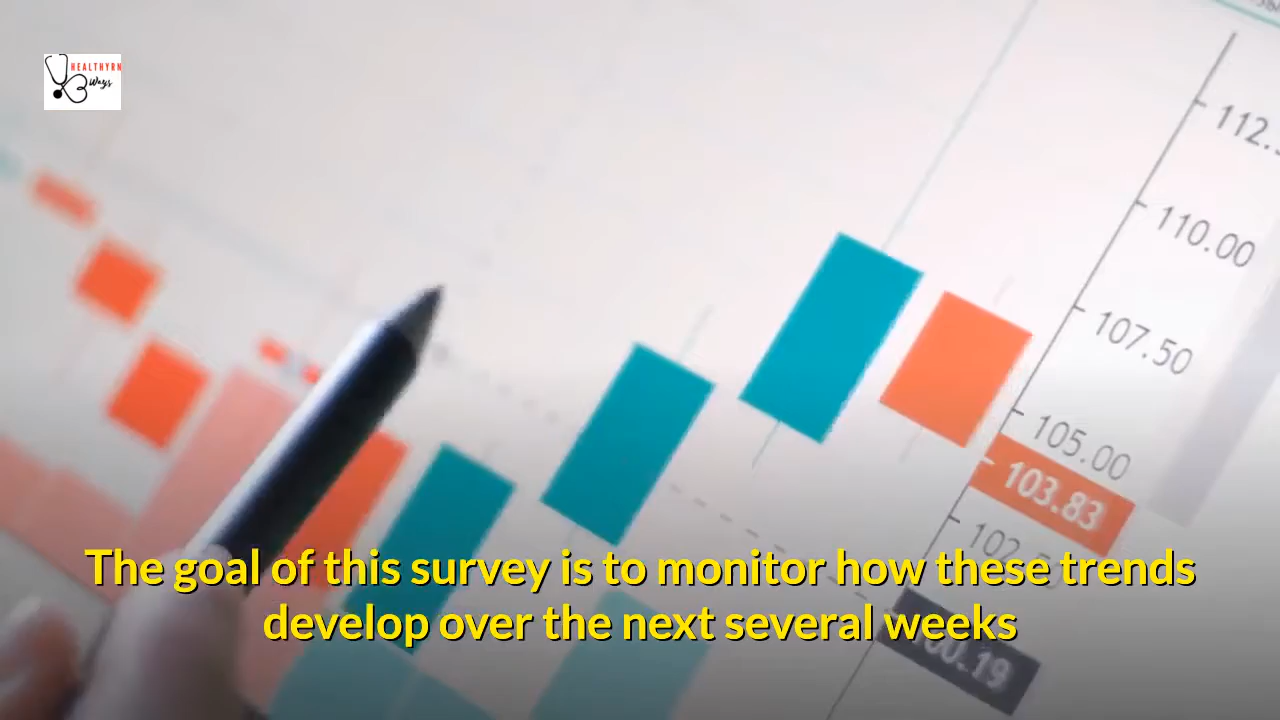 HEALTHYRN
Ways
110.00
107.50
105.00
103.83
The goal of this survey is to monitor how these trends
develop over the next several weeks